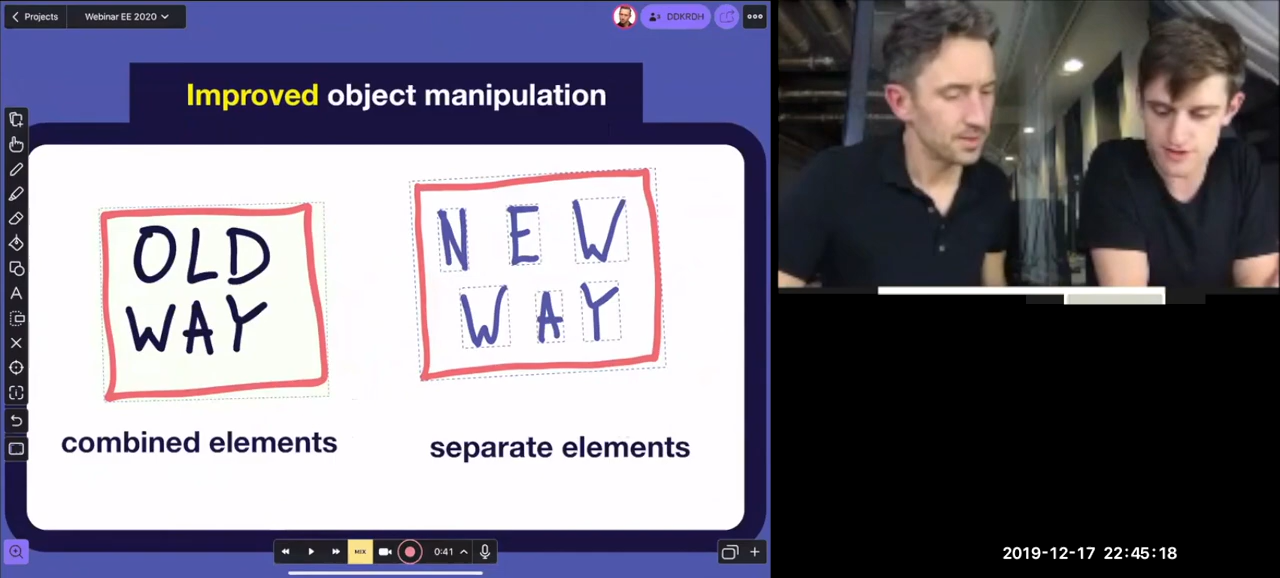 Projects
Webinar EE 2020
DDKRDH
Improved object manipulation
OLD
WAY
NEW
WAY
combined elements
separate elements
A
MIX
0:41
2019-12-17 22:45:18